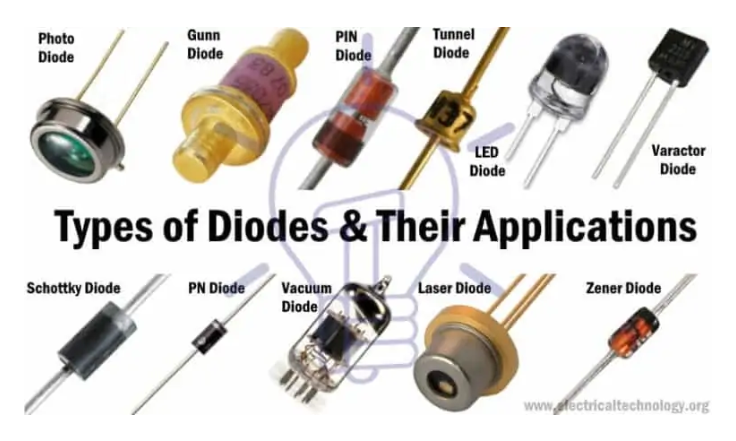 Photo
Diode
Gunn
Diode
PIN
Diode
Tunnel
Diode
LED
Diode
Varactor
Diode
Types of Diodes & Their Applications
Schottky Diode
PN Diode
Vacuum
Diode
Laser Diode
Zener Diode
www.electricaltechnology.org